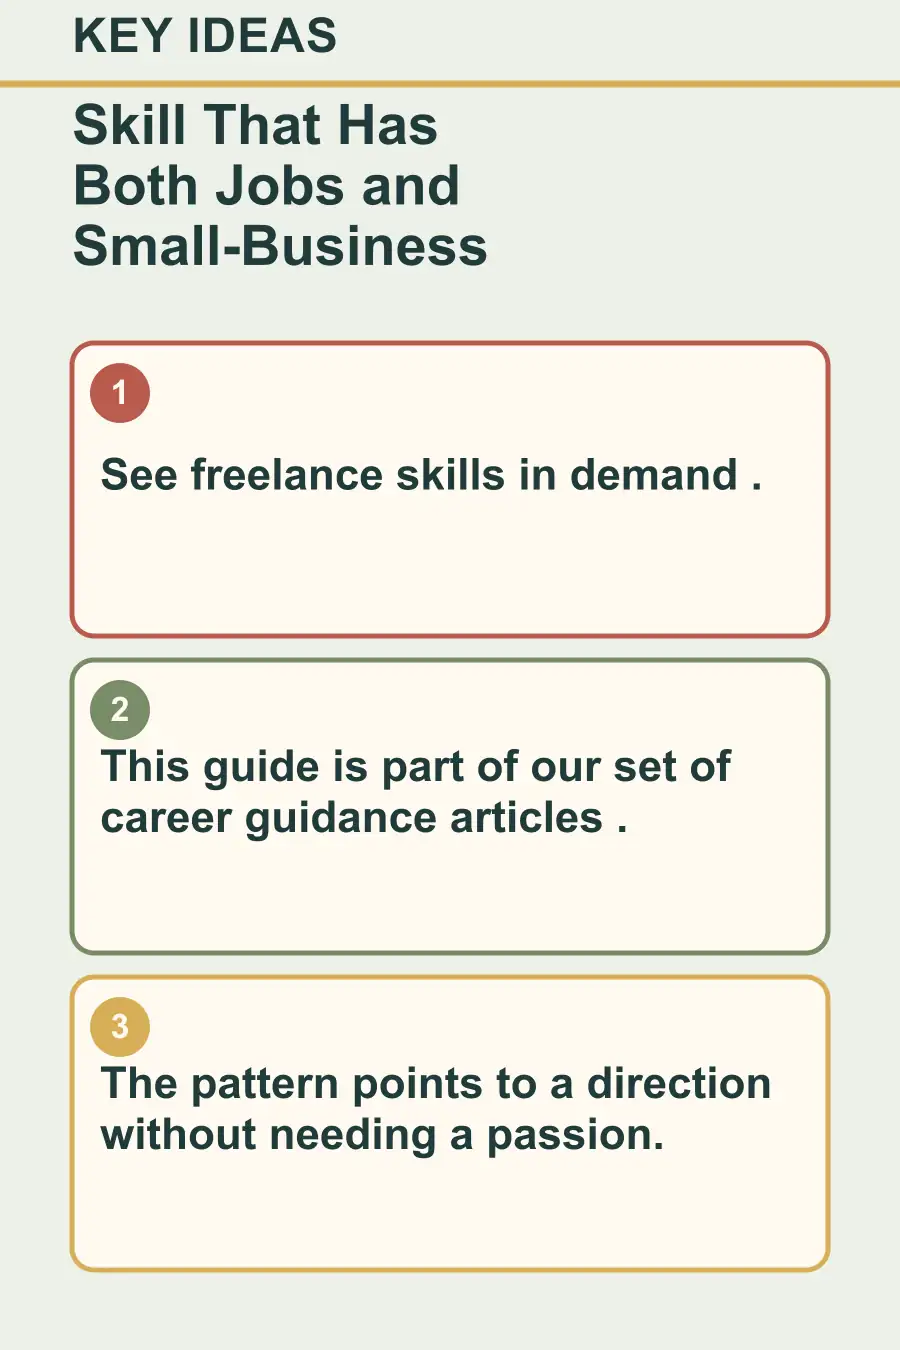 KEY IDEAS
Skill That Has
Both Jobs and
Small-Business
1
See freelance skills in demand .
2
This guide is part of our set of
career guidance articles .
3
The pattern points to a direction
without needing a passion.